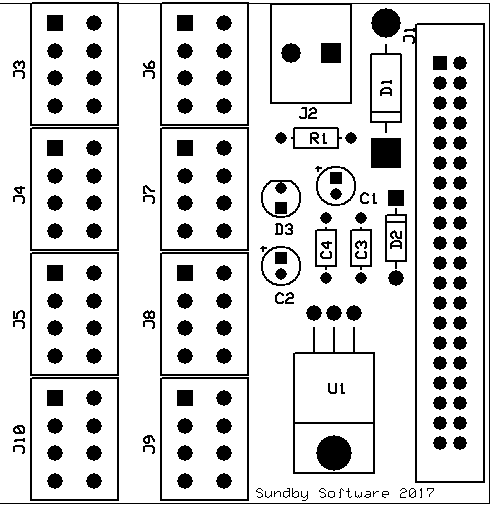 J3
J6
J1
D1
J2
R1
J4
J7
C1
D3
C4
C3
D2
C2
J5
J8
U1
J10
J9
Sundby Software 2017